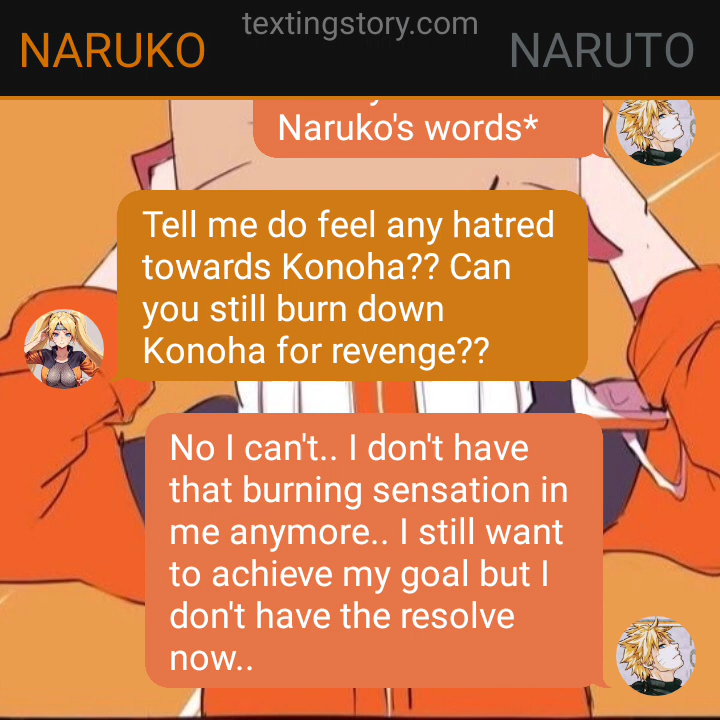 textingstory.com
NARUKO
NARUTO
Naruko's words*
Tell me do feel any hatred
towards Konoha?? Can
you still burn down
Konoha for revenge??
No I can't.. I don't have
that burning sensation in
me anymore.. I still want
to achieve my goal but I
don't have the resolve
now..